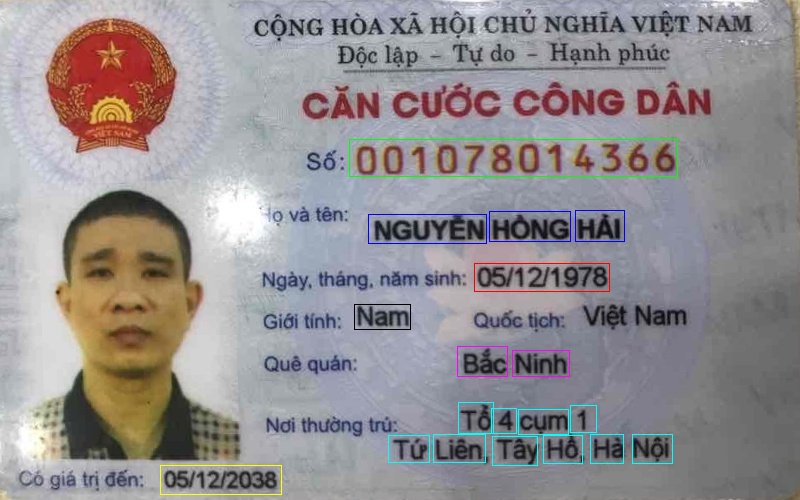 CỘNG HÒA XÃ HỘI CHỦ NGHĨA VIỆT NAM
Độc lập - Tự do - Hạnh phúc
CĂN CƯỚC CÔNG DÂN
Số: 001078014366
Họ và tên: NGUYỄN HỒNG HẢI
Ngày, tháng, năm sinh: 05/12/1978
Giới tính: Nam Quốc tịch: Việt Nam
Quê quán: Bắc Ninh
Nơi thường trú: Tổ 4 cụm 1
Tứ Liên, Tây Hồ, Hà Nội
Có giá trị đến: 05/12/2038